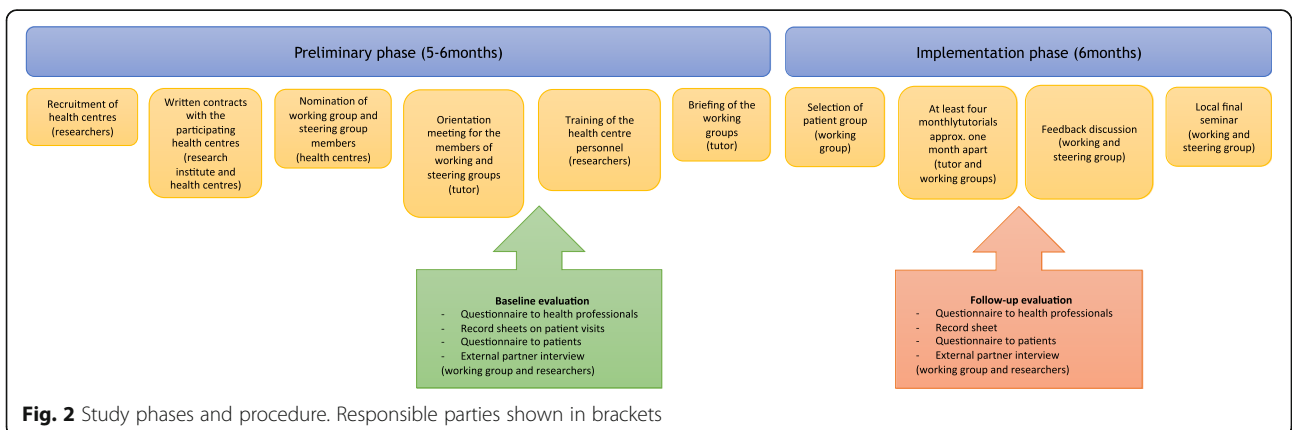 Preliminary phase (5-6months)
Implementation phase (6months)
Recruitment of
health centres
(researchers)
Written contracts
with the
participating
health centres
(research
institute and
health centres)
Nomination of
working group and
steering group
members
(health centres)
Orientation
meeting for the
members of
working and
steering groups
(tutor)
Training of the
health centre
personnel
(researchers)
Briefing of the
working
groups
(tutor)
Selection of
patient group
(working
group)
At least four
monthlytutorials
approx. one
month apart
(tutor and
working groups)
Feedback discussion
(working and
steering group)
Local final
seminar
(working and
steering group)
Baseline evaluation
- Questionnaire to health professionals
- Record sheets on patient visits
- Questionnaire to patients
- External partner interview
(working group and researchers)
Follow-up evaluation
- Questionnaire to health professionals
- Record sheet
- Questionnaire to patients
- External partner interview
(working group and researchers)
Fig. 2 Study phases and procedure. Responsible parties shown in brackets